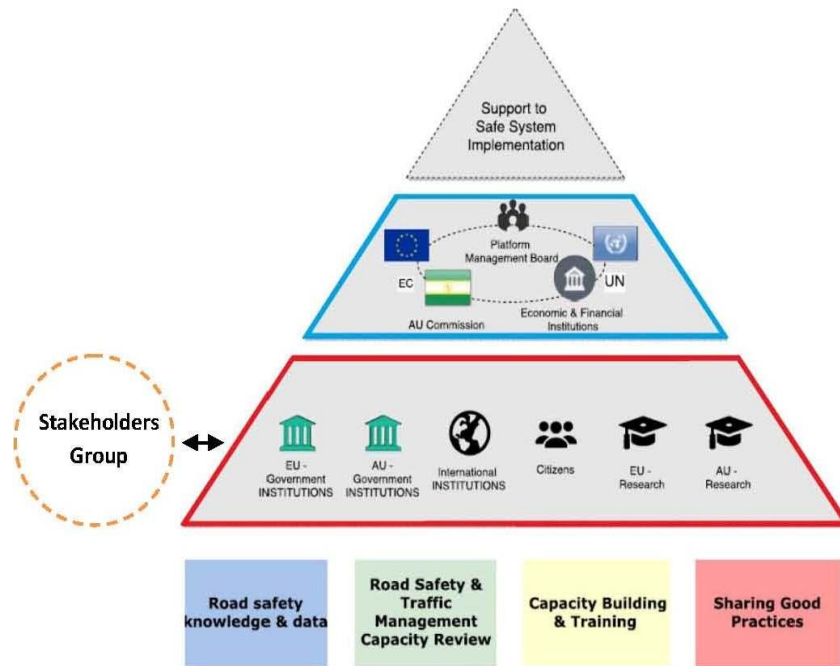 Support to
Safe System
Implementation
Platform
Management Board
EC
UN
AU Commission
Economic & Financial
Institutions
Stakeholders
Group
EU -
Government
INSTITUTIONS
AU -
Government
INSTITUTIONS
International
INSTITUTIONS
Citizens
EU -
Research
AU -
Research
Road safety
knowledge & data
Road Safety &
Traffic
Management
Capacity Review
Capacity Building
& Training
Sharing Good
Practices